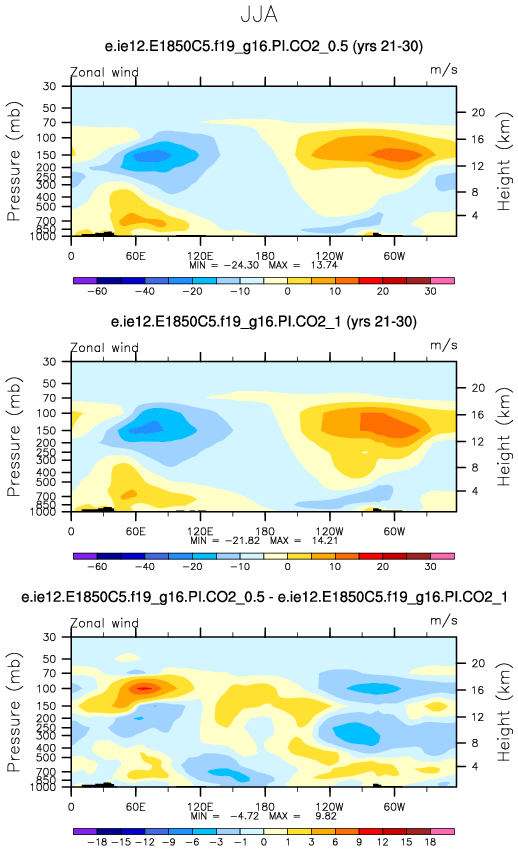 JJA
e.ie12.E1850C5.f19_g16.PI.CO2_0.5 (yrs 21-30)
Zonal wind m/s
Pressure (mb)
30
50
70
100
150
200
250
300
400
500
700
850
1000
Height (km)
20
16
12
8
4
0 60E 120E 180 120W 60W
MIN = -24.30 MAX = 13.74
-60 -40 -20 -10 0 5 10 15 20 30
e.ie12.E1850C5.f19_g16.PI.CO2_1 (yrs 21-30)
Zonal wind m/s
Pressure (mb)
30
50
70
100
150
200
250
300
400
500
700
850
1000
Height (km)
20
16
12
8
4
0 60E 120E 180 120W 60W
MIN = -21.82 MAX = 14.21
-60 -40 -20 -10 0 5 10 15 20 30
e.ie12.E1850C5.f19_g16.PI.CO2_0.5 - e.ie12.E1850C5.f19_g16.PI.CO2_1
Zonal wind m/s
Pressure (mb)
30
50
70
100
150
200
250
300
400
500
700
850
1000
Height (km)
20
16
12
8
4
0 60E 120E 180 120W 60W
MIN = -4.72 MAX = 9.82
-18 -15 -12 -9 -6 -3 -1 0 1 3 6 9 12 15 18